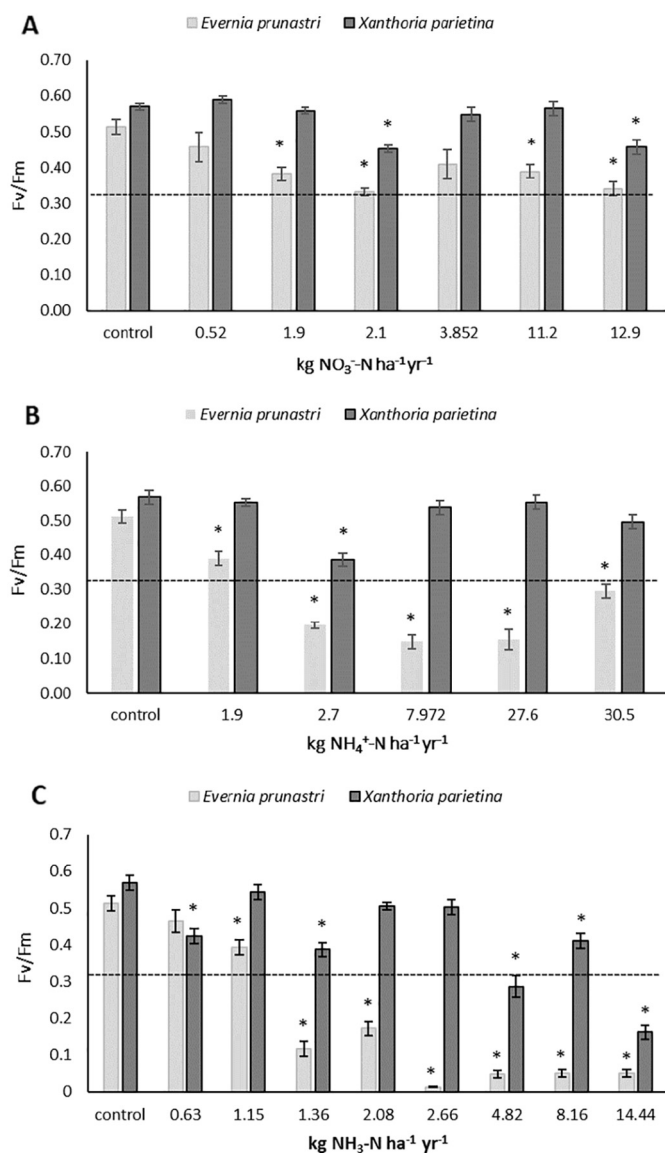 A
Evernia prunastri Xanthoria parietina
Fv/Fm
0.70
0.60
0.50
0.40
0.30
0.20
0.10
0.00
* * * * * *
control 0.52 1.9 2.1 3.852 11.2 12.9
kg NO₃⁻-N ha⁻¹yr⁻¹
B
Evernia prunastri Xanthoria parietina
Fv/Fm
0.70
0.60
0.50
0.40
0.30
0.20
0.10
0.00
* * * * * *
control 1.9 2.7 7.972 27.6 30.5
kg NH₄⁺-N ha⁻¹yr⁻¹
C
Evernia prunastri Xanthoria parietina
Fv/Fm
0.7
0.6
0.5
0.4
0.3
0.2
0.1
0
* * * * * * * * * * * *
control 0.63 1.15 1.36 2.08 2.66 4.82 8.16 14.44
kg NH₃-N ha⁻¹ yr⁻¹